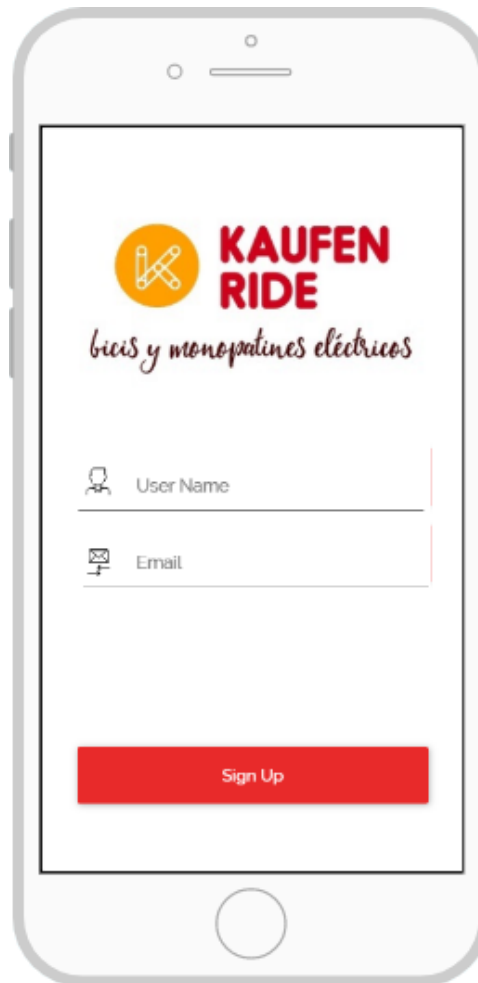 KAUFEN
RIDE
bicis y monopatines eléctricos
User Name
Email
Sign Up